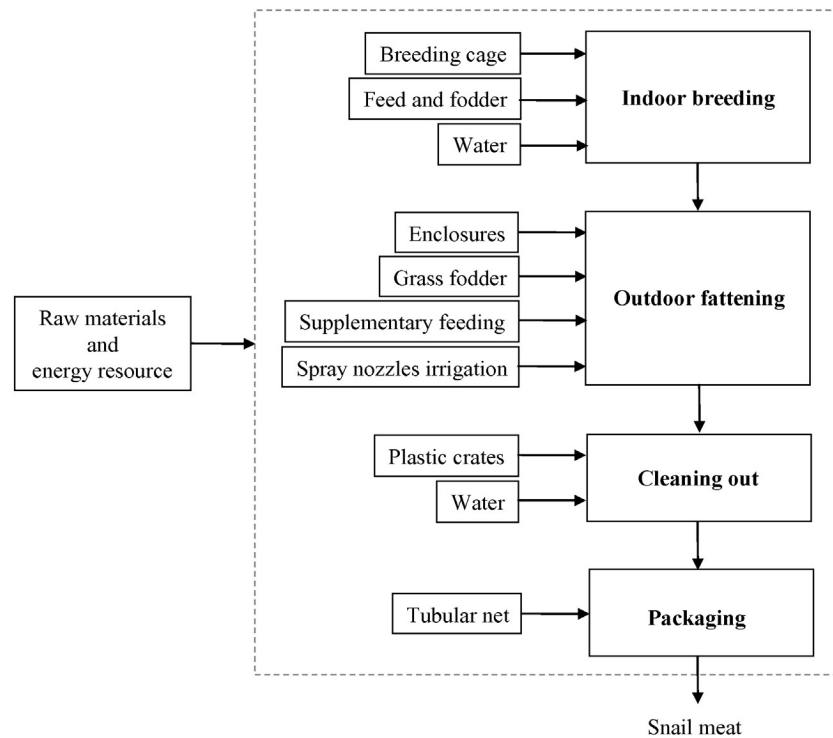 Breeding cage
Feed and fodder
Water
Indoor breeding
Enclosures
Grass fodder
Supplementary feeding
Spray nozzles irrigation
Outdoor fattening
Raw materials
and
energy resource
Plastic crates
Water
Cleaning out
Tubular net
Packaging
Snail meat